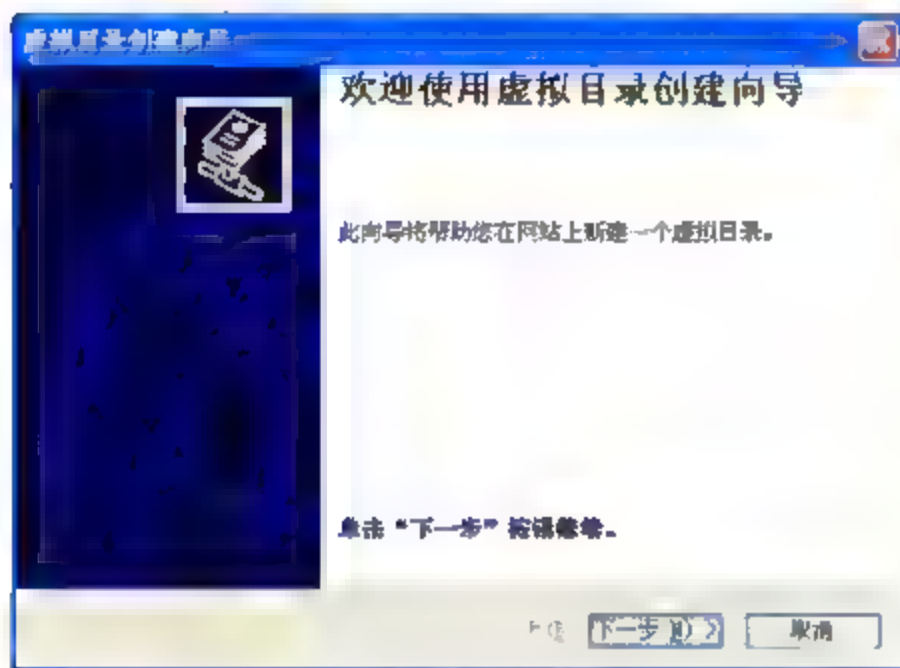 虚拟目录创建向导
欢迎使用虚拟目录创建向导
此向导将帮助您在网站上新建一个虚拟目录。
单击“下一步”按钮继续。
下一步(N) >
取消